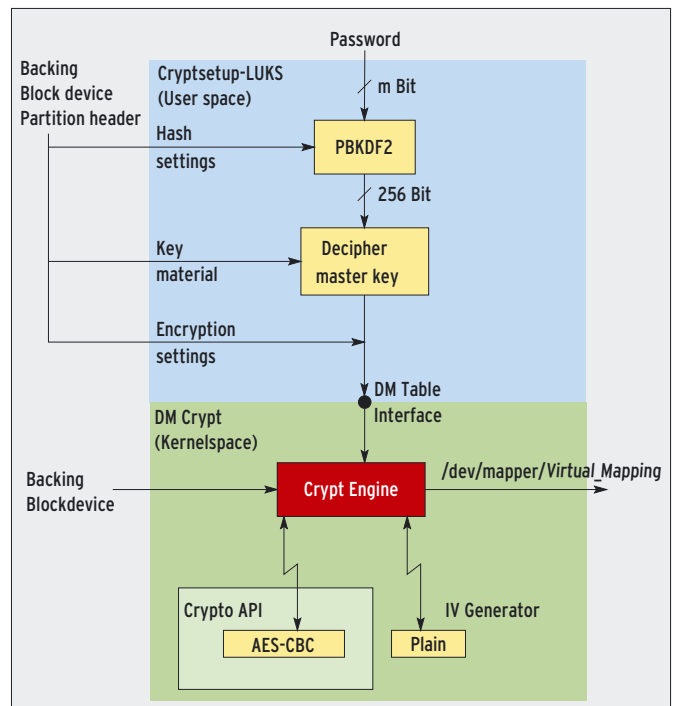 Password
Backing
Block device
Partition header
Cryptsetup-LUKS
(User space)
m Bit
Hash
settings
PBKDF2
256 Bit
Key
material
Decipher
master key
Encryption
settings
DM Table
Interface
DM Crypt
(Kernelspace)
Backing
Blockdevice
Crypt Engine
/dev/mapper/Virtual_Mapping
Crypto API
AES-CBC
IV Generator
Plain